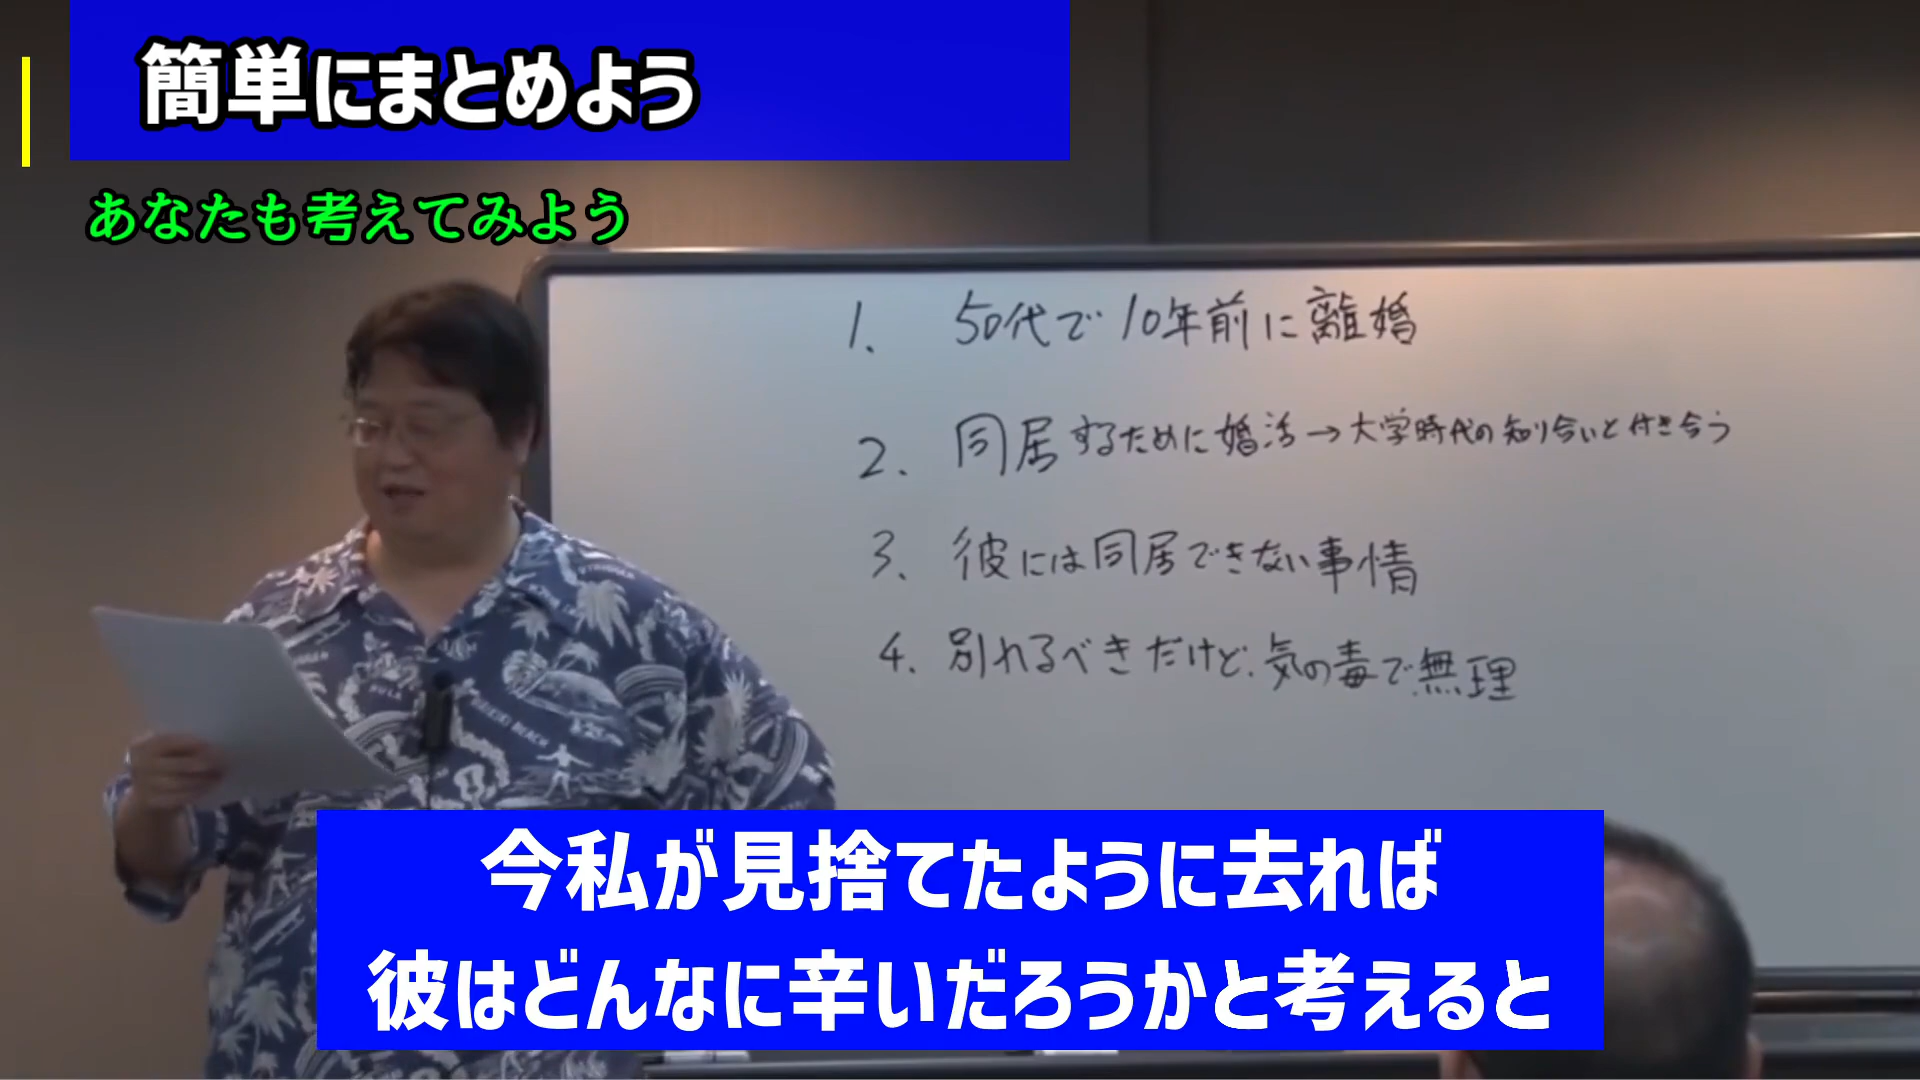 簡単にまとめよう
あなたも考えてみよう
1. 50代で10年前に離婚
2. 同居するために婚活→大学時代の知り合いと付き合う
3. 彼には同居できない事情
4. 別れるべきだけど、気の毒で無理
今私が見捨てたように去れば
彼はどんなに辛いだろうかと考えると